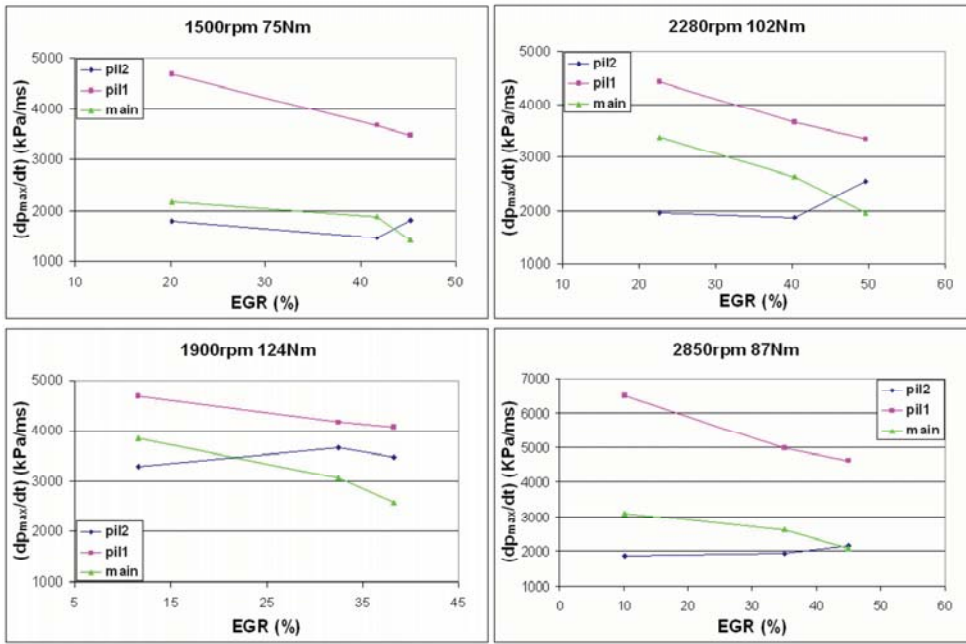 1500rpm 75Nm
(dpmax/dt) (kPa/ms)
5000
4000
3000
2000
1000
pil2
pil1
main
10 20 30 40 50
EGR (%)
2280rpm 102Nm
(dpmax/dt) (kPa/ms)
5000
4000
3000
2000
1000
pil2
pil1
main
10 20 30 40 50 60
EGR (%)
1900rpm 124Nm
(dpmax/dt) (kPa/ms)
5000
4000
3000
2000
1000
pil2
pil1
main
5 15 25 35 45
EGR (%)
2850rpm 87Nm
(dpmax/dt) (KPa/ms)
7000
6000
5000
4000
3000
2000
1000
pil2
pil1
main
0 10 20 30 40 50 60
EGR (%)